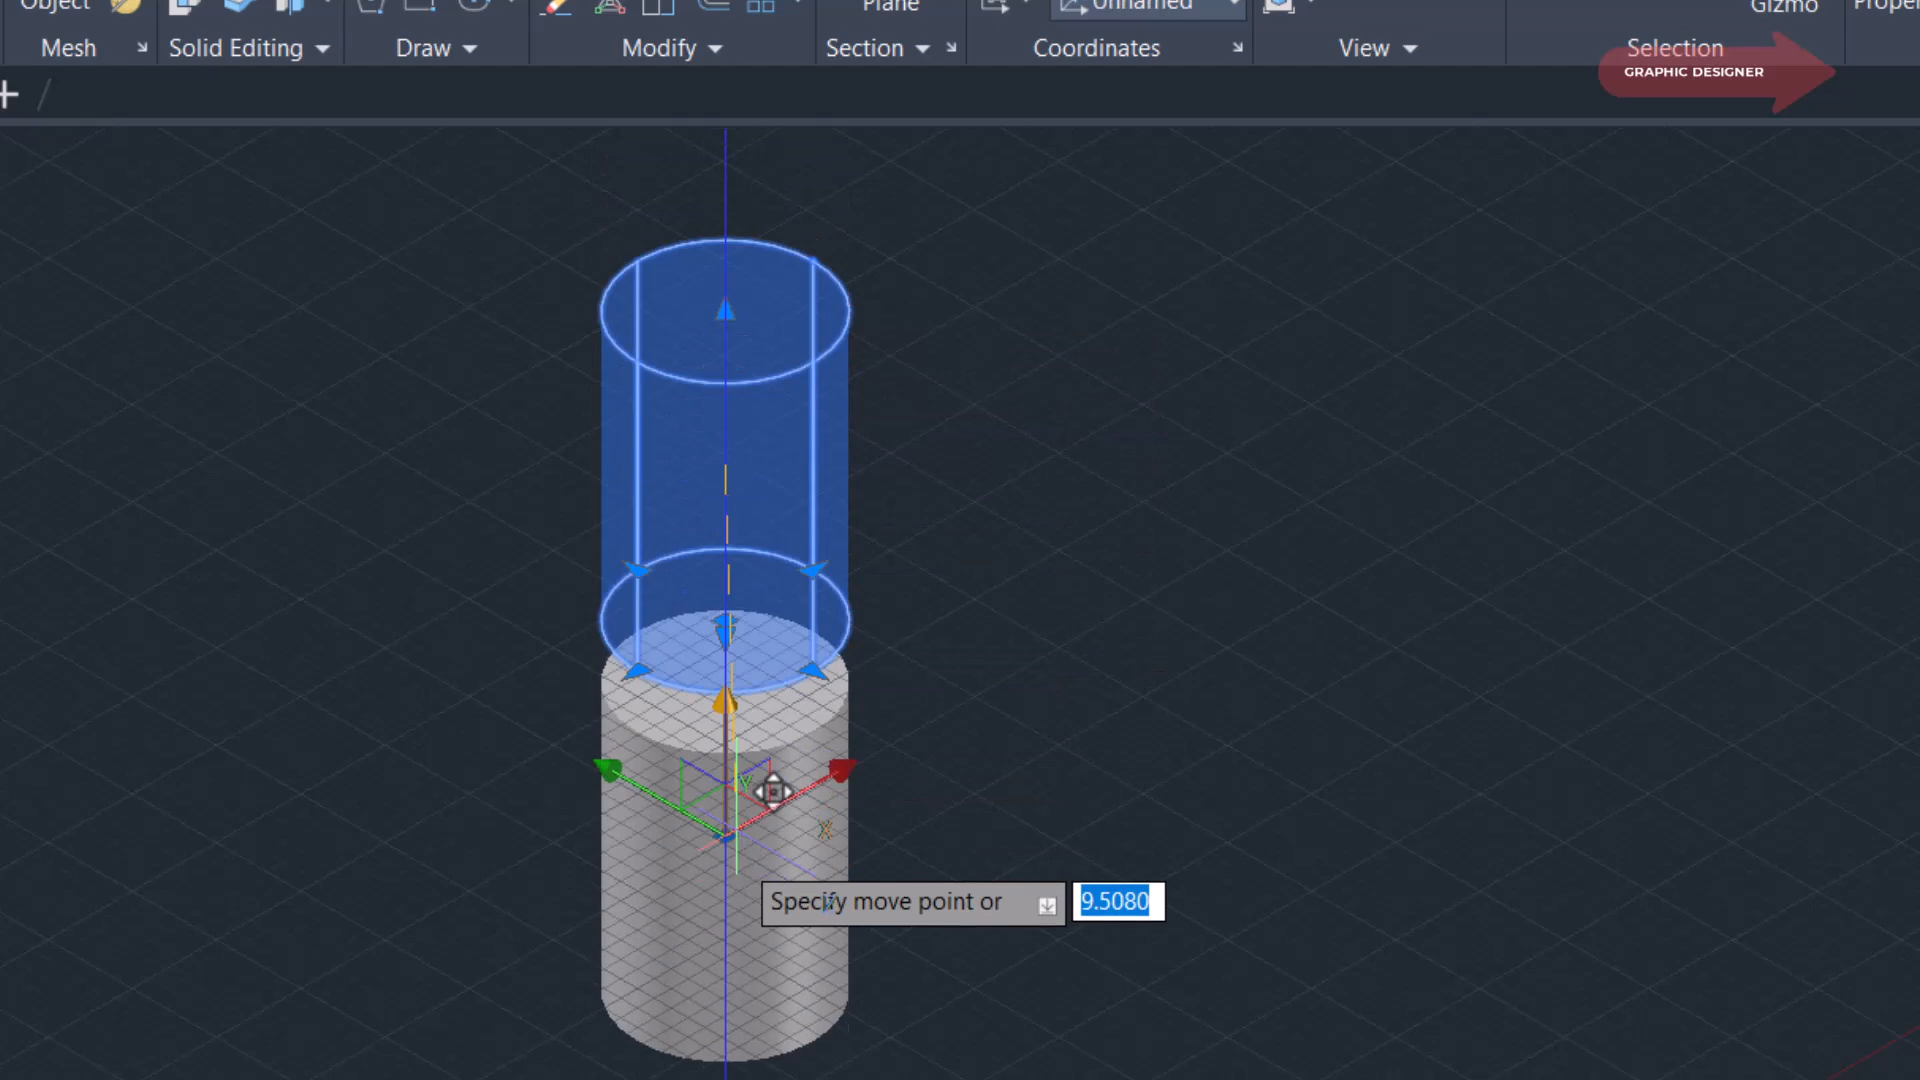 Object
Plane
Unnamed
Gizmo
Mesh
Solid Editing
Draw
Modify
Section
Coordinates
View
Selection
GRAPHIC DESIGNER
Y
X
Specify move point or
9.5080